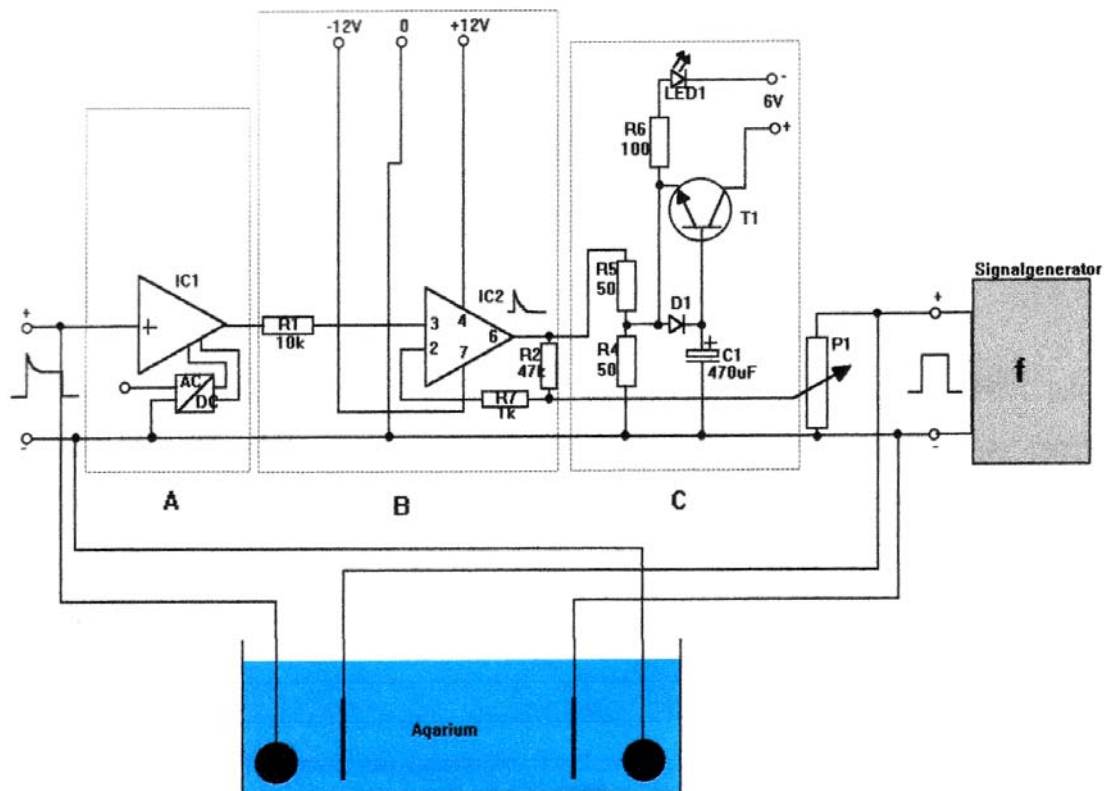 -12V 0 +12V
LED1
-
6V
+
R6
100
T1
IC1
R5
50
IC2
D1
Signalgenerator
+
+
+
R1
10k
3
4
2
7
6
R2
47k
R4
50
+
C1
470uF
P1
f
AC
DC
R7
1k
-
-
A
B
C
Aqarium